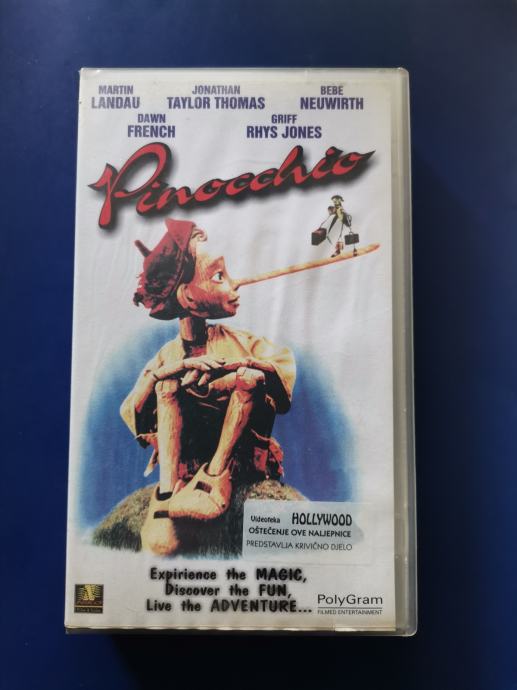 MARTIN LANDAU
JONATHAN TAYLOR THOMAS
BEBE NEUWIRTH
DAWN FRENCH
GRIFF RHYS JONES
Pinocchio
Videoteka HOLLYWOOD
OŠTEĆENJE OVE NALJEPNICE
PREDSTAVLJA KRIVIČNO DJELO
Expirience the MAGIC,
Discover the FUN,
Live the ADVENTURE...
PolyGram
FILMED ENTERTAINMENT